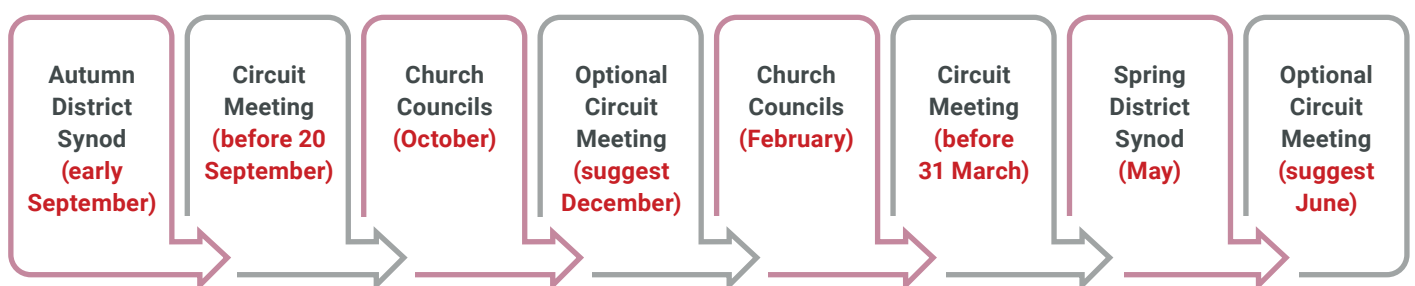 Autumn
District
Synod
(early
September)
Circuit
Meeting
(before 20
September)
Church
Councils
(October)
Optional
Circuit
Meeting
(suggest
December)
Church
Councils
(February)
Circuit
Meeting
(before
31 March)
Spring
District
Synod
(May)
Optional
Circuit
Meeting
(suggest
June)